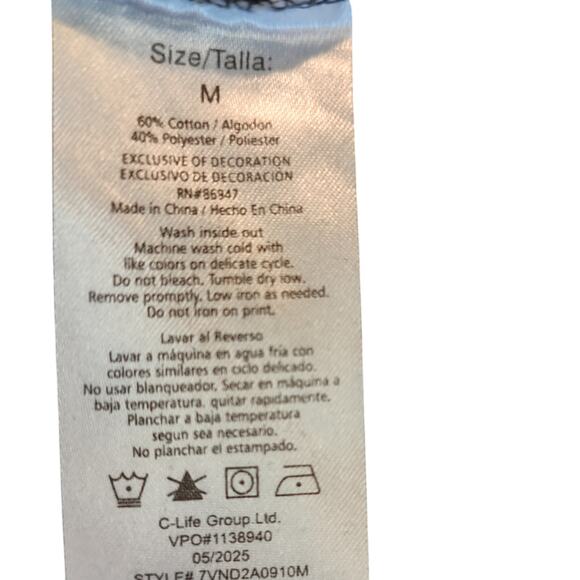 Size/Talla:
M
60% Cotton / Algodon
40% Polyester / Poliester
EXCLUSIVE OF DECORATION
EXCLUSIVO DE DECORACIÓN
RN#86947
Made in China / Hecho En China
Wash inside out
Machine wash cold with
like colors on delicate cycle.
Do not bleach. Tumble dry low.
Remove promptly. Low iron as needed.
Do not iron on print.
Lavar al Reverso
Lavar a máquina en agua fría con
colores similares en ciclo delicado.
No usar blanqueador. Secar en máquina a
baja temperatura. quitar rapidamente.
Planchar a baja temperatura
segun sea necesario.
No planchar el estampado.
C-Life Group.Ltd.
VPO#1138940
05/2025
STYLE# 7VND2A0910M